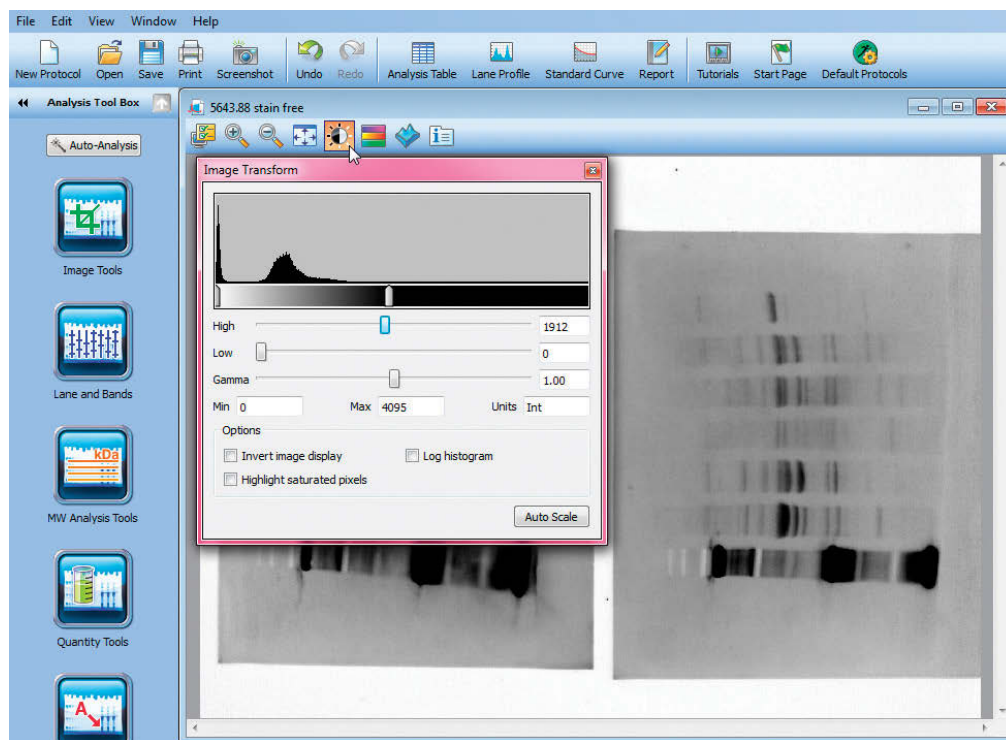 File Edit View Window Help
New Protocol Open Save Print Screenshot Undo Redo Analysis Table Lane Profile Standard Curve Report Tutorials Start Page Default Protocols
Analysis Tool Box
5643.88 stain free
Auto-Analysis
Image Transform
Image Tools
High 1912
Low 0
Gamma 1.00
Min 0 Max 4095 Units Int
Options
Invert image display Log histogram
Highlight saturated pixels
Auto Scale
Lane and Bands
kDa
MW Analysis Tools
Quantity Tools
A